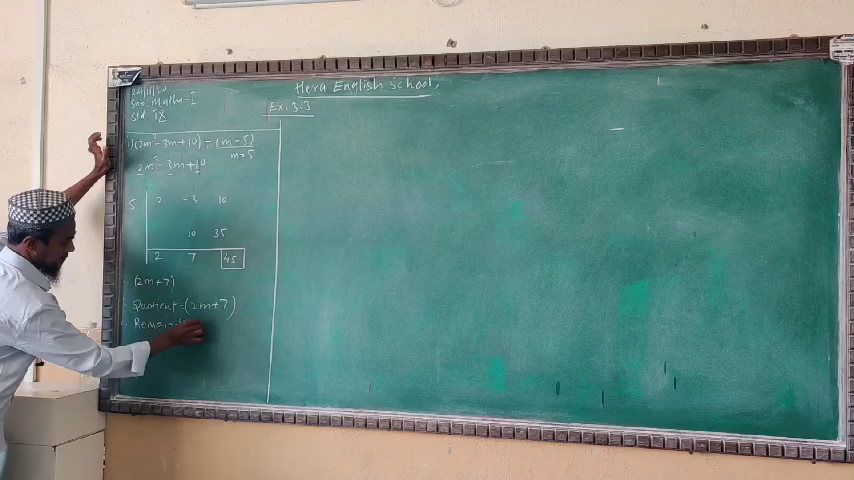 Hera English School,
Sub: Maths-I
Std: IX
Ex: 3.3
1) (2m² - 3m + 10) ÷ (m - 5)
m = 5
2m² - 3m + 10
5 2 -3 10
10 35
2 7 45
∴ (2m + 7)
∴ Quotient = (2m + 7)